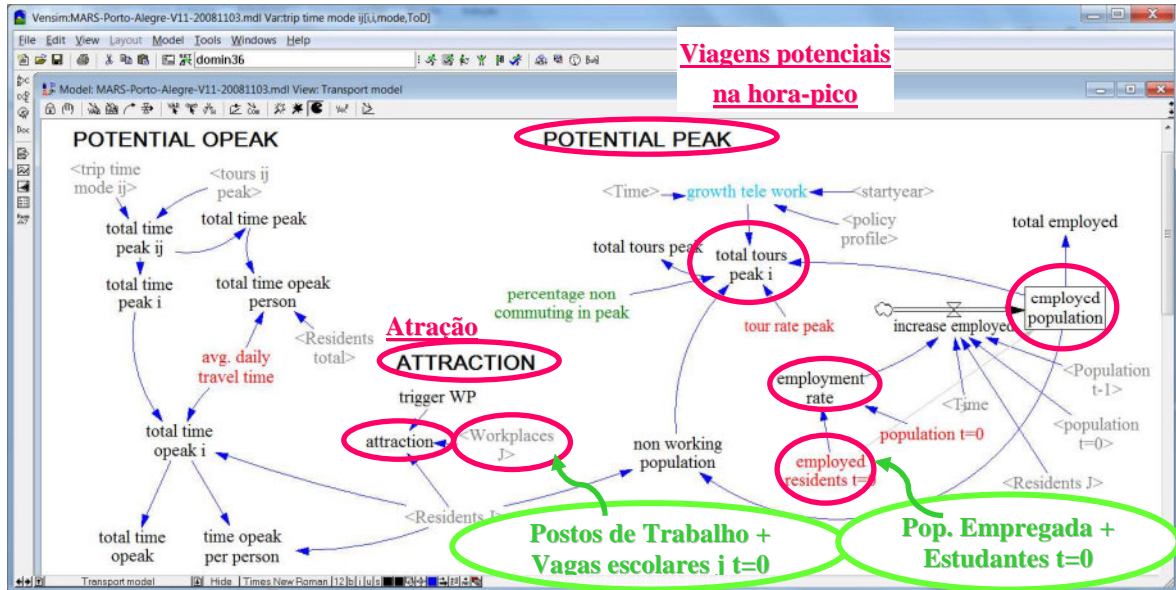 Vensim:MARS-Porto-Alegre-V11-20081103.mdl Var:trip time mode ij[i,i,mode,ToD]
File Edit View Layout Model Tools Windows Help
domin36
Viagens potenciais
na hora-pico
Model: MARS-Porto-Alegre-V11-20081103.mdl View: Transport model
Doc
POTENTIAL OPEAK
<trip time
mode ij>
<tours ij
peak>
total time
peak ij
total time peak
total time
peak i
total time opeak
person
<Residents
total>
avg. daily
travel time
total time
opeak i
total time
opeak
time opeak
per person
Atração
ATTRACTION
trigger WP
attraction
<Workplaces
J>
<Residents J>
POTENTIAL PEAK
<Time>
growth tele work
<startyear>
<policy
profile>
total tours peak
total tours
peak i
percentage non
commuting in peak
tour rate peak
total employed
employed
population
increase employed
employment
rate
<Population
t-1>
<Time
population t=0
<population
t=0>
non working
population
employed
residents t=0
<Residents J>
Postos de Trabalho +
Vagas escolares j t=0
Pop. Empregada +
Estudantes t=0
Transport model
Hide
Times New Roman
12
b
i
u
s